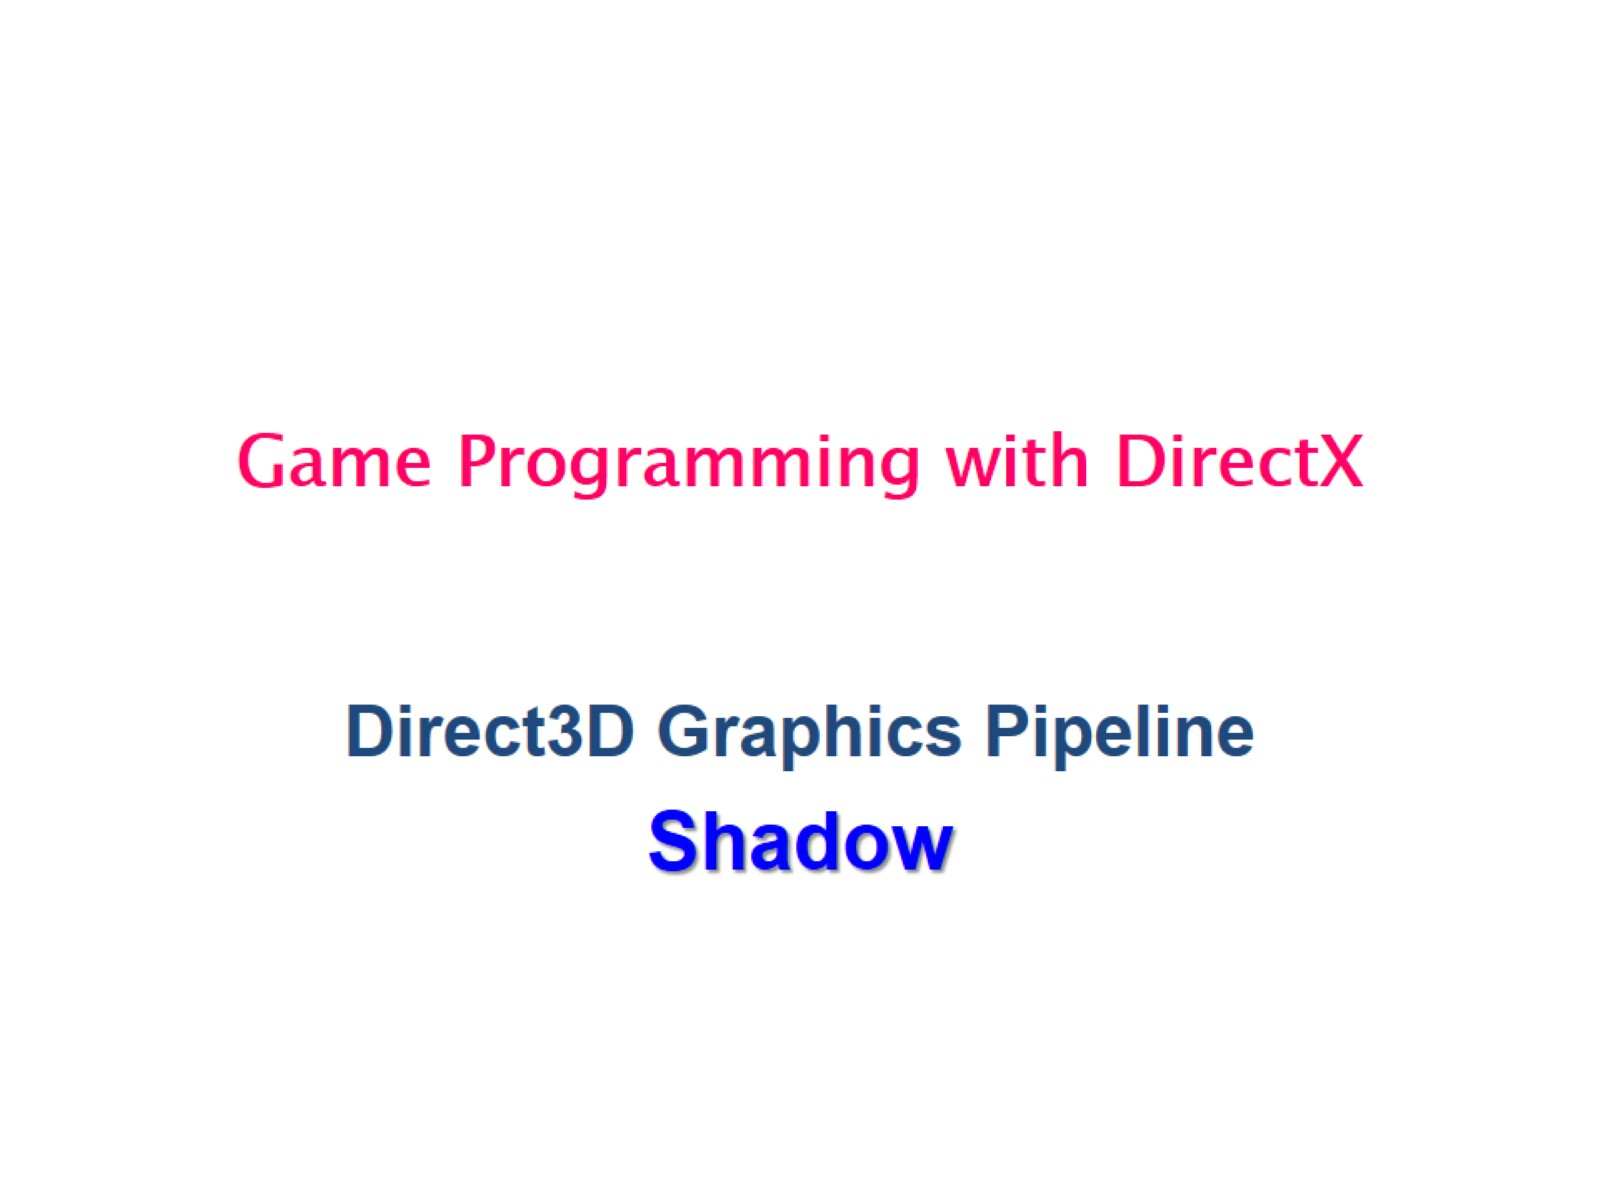 Game Programming with DirectX
Direct3D Graphics Pipeline
Shadow